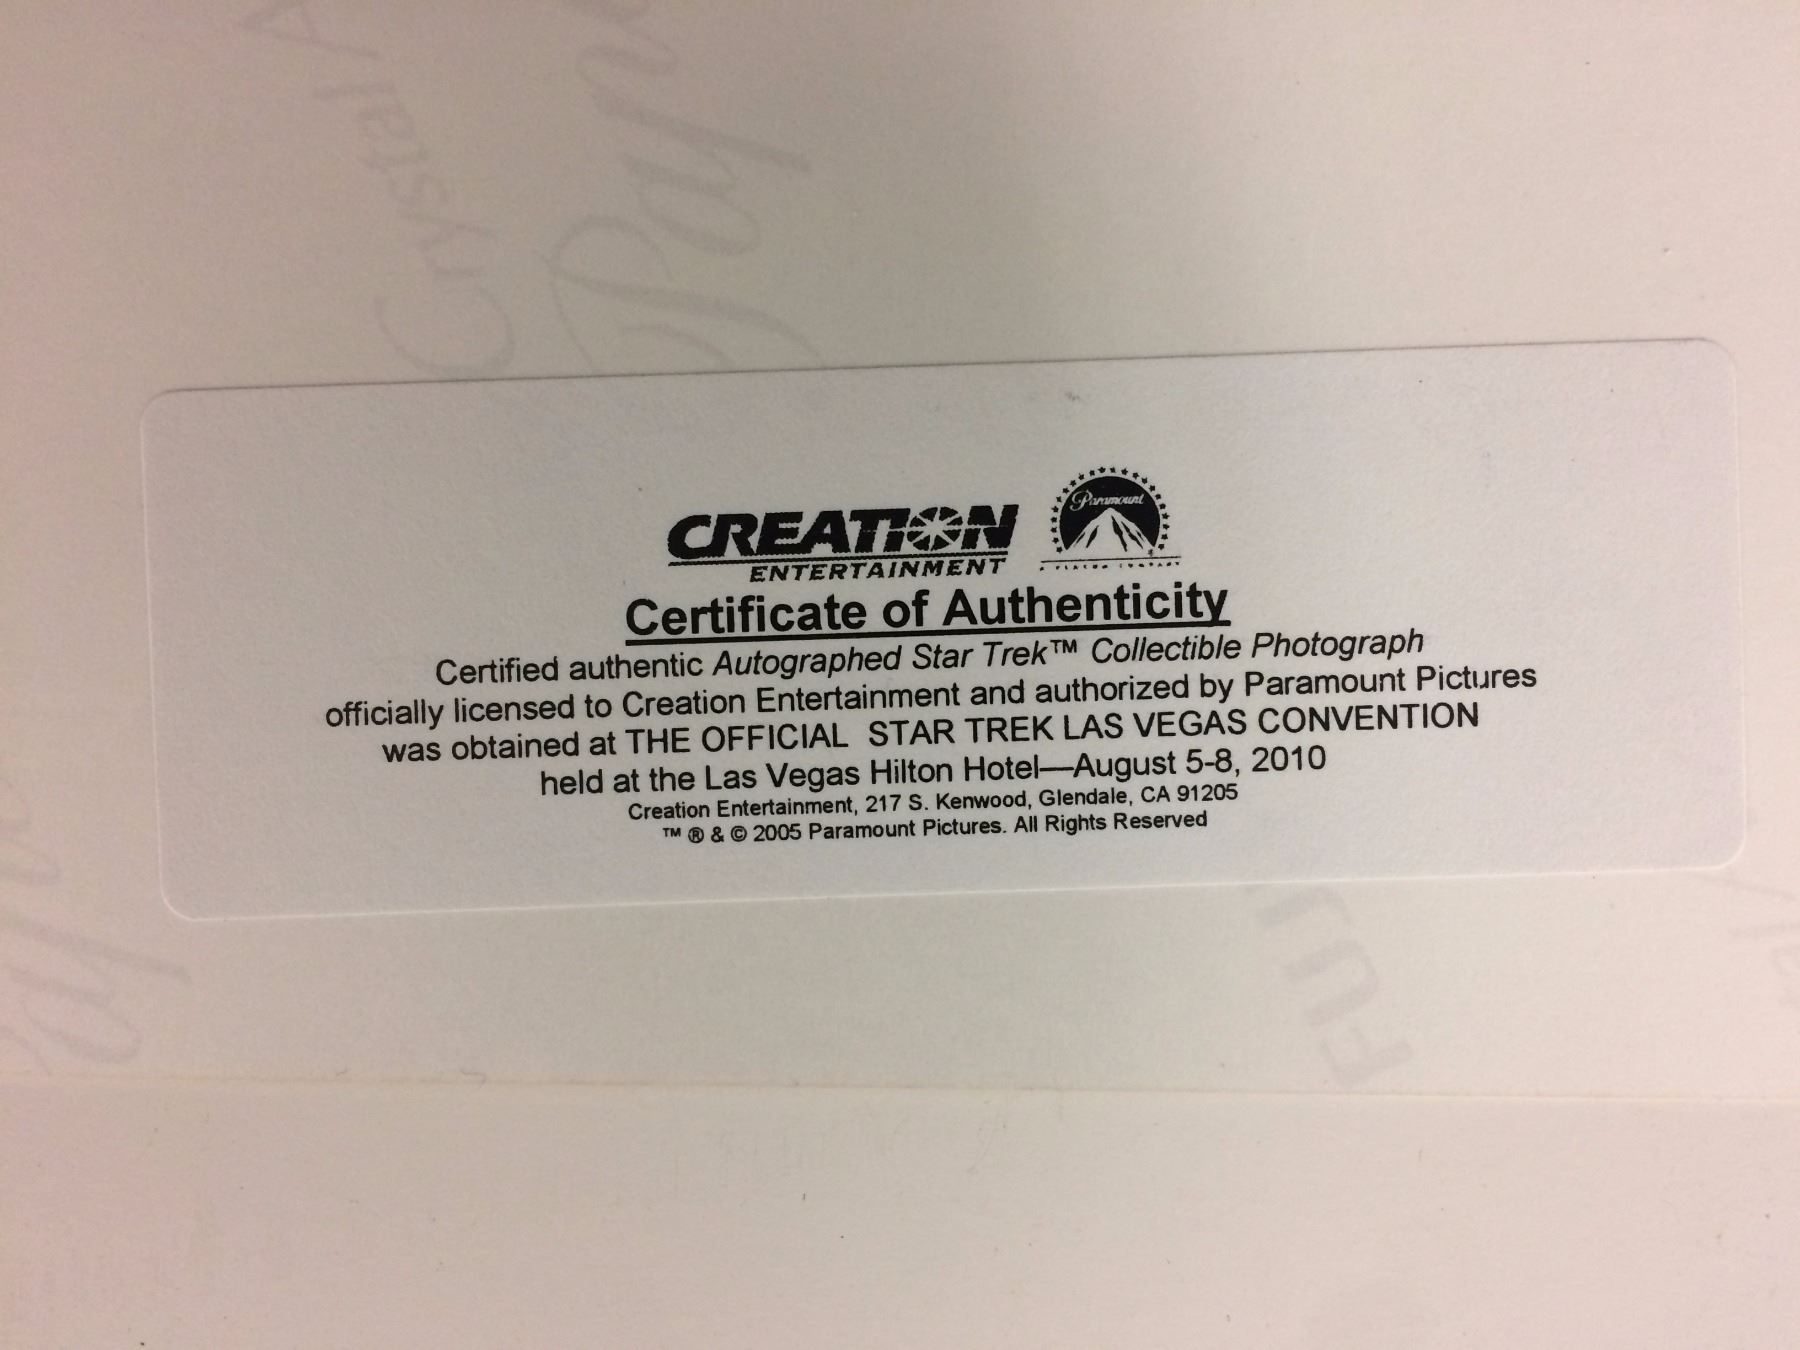 CREATION
ENTERTAINMENT
Paramount
Certificate of Authenticity
Certified authentic Autographed Star Trek™ Collectible Photograph
officially licensed to Creation Entertainment and authorized by Paramount Pictures
was obtained at THE OFFICIAL STAR TREK LAS VEGAS CONVENTION
held at the Las Vegas Hilton Hotel—August 5-8, 2010
Creation Entertainment, 217 S. Kenwood, Glendale, CA 91205
™ ® & © 2005 Paramount Pictures. All Rights Reserved